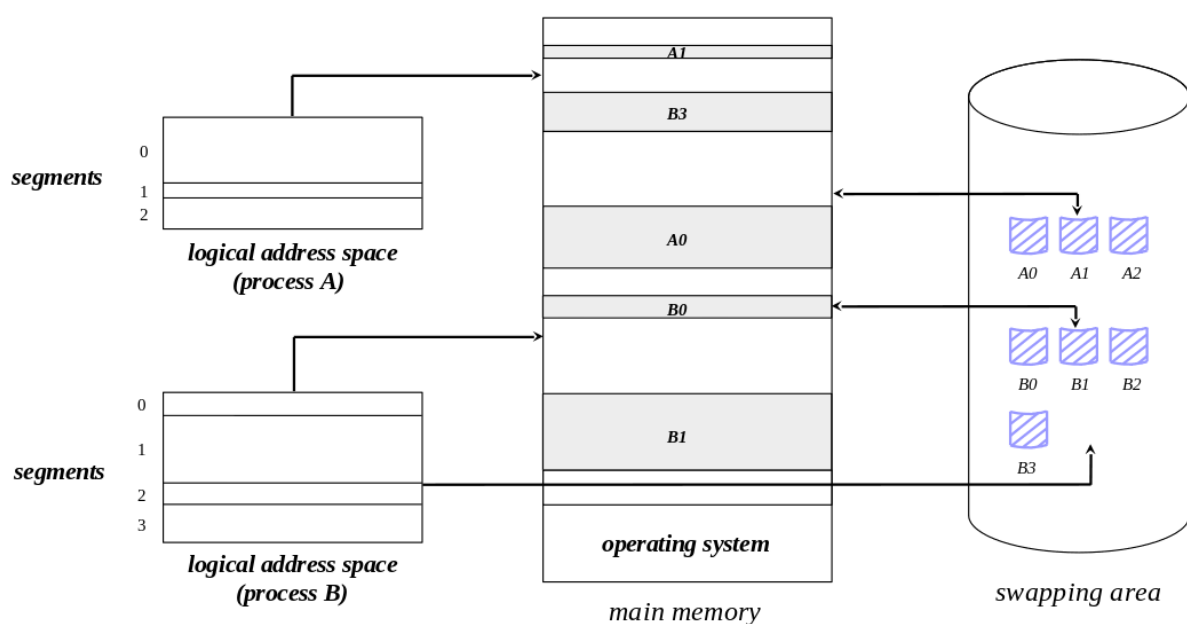 segments
0
1
2
logical address space
(process A)
segments
0
1
2
3
logical address space
(process B)
A1
B3
A0
B0
B1
operating system
main memory
A0 A1 A2
B0 B1 B2
B3
swapping area